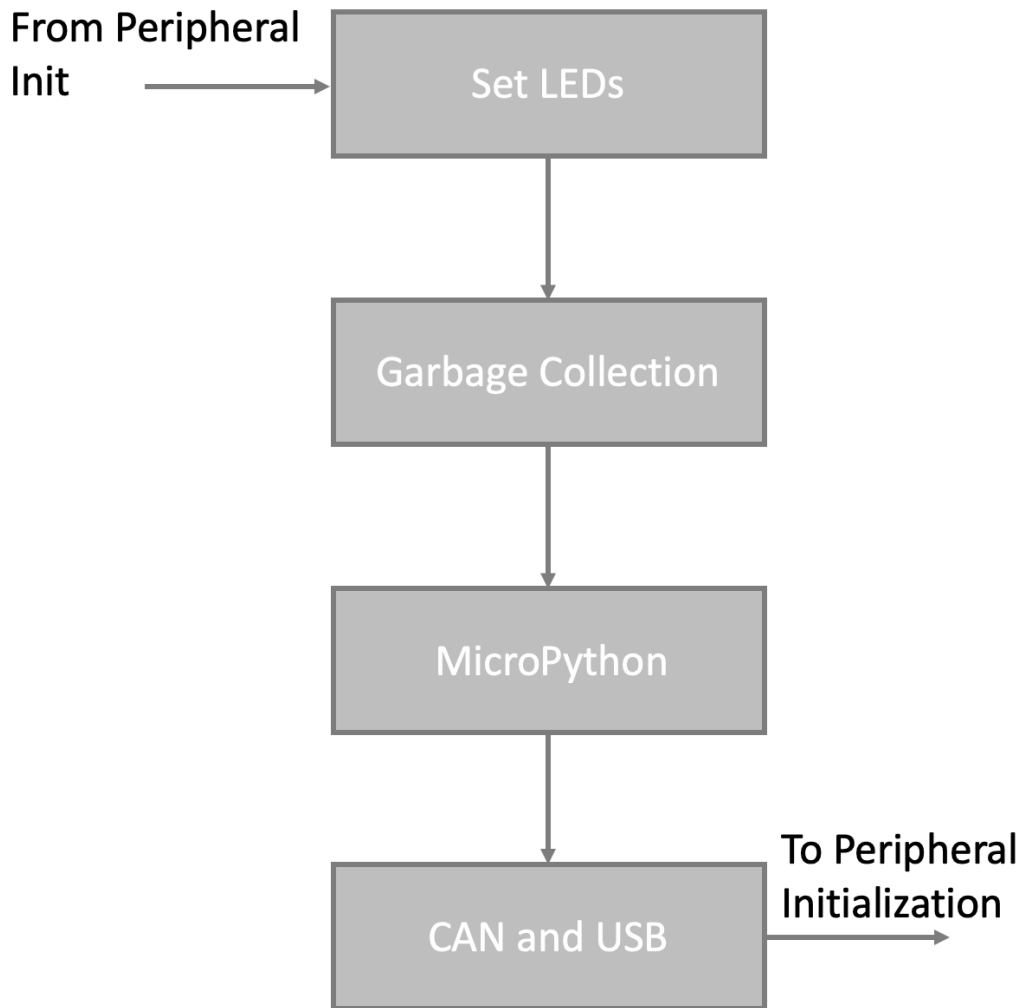 From Peripheral
Init
Set LEDs
Garbage Collection
MicroPython
To Peripheral
Initialization
CAN and USB